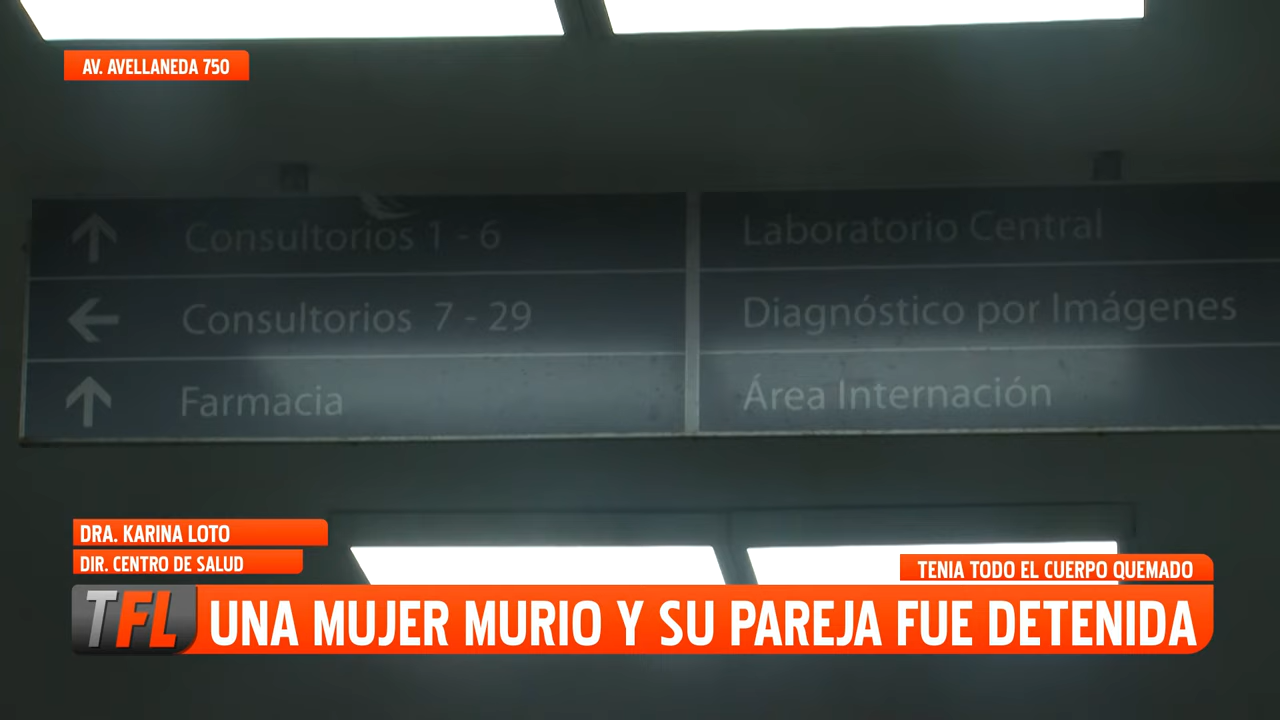 AV. AVELLANEDA 750
Consultorios 1 - 6
Consultorios 7 - 29
Farmacia
Laboratorio Central
Diagnóstico por Imágenes
Área Internación
DRA. KARINA LOTO
DIR. CENTRO DE SALUD
TENIA TODO EL CUERPO QUEMADO
TFL UNA MUJER MURIO Y SU PAREJA FUE DETENIDA